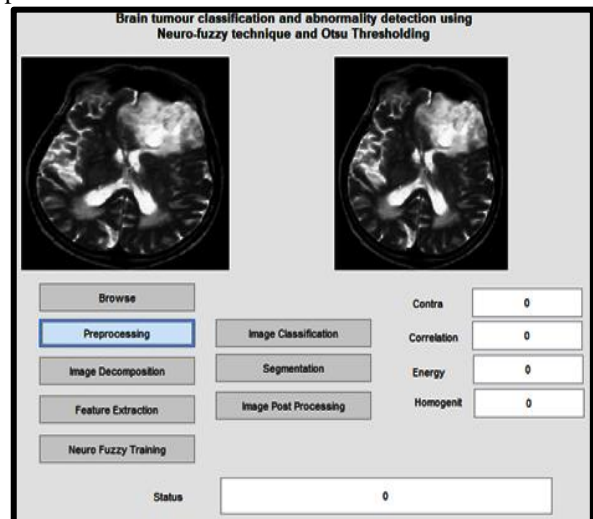 Brain tumour classification and abnormality detection using
Neuro-fuzzy technique and Otsu Thresholding
Browse
Contra 0
Preprocessing Image Classification Correlation 0
Image Decomposition Segmentation Energy 0
Feature Extraction Image Post Processing Homogenit 0
Neuro Fuzzy Training
Status 0